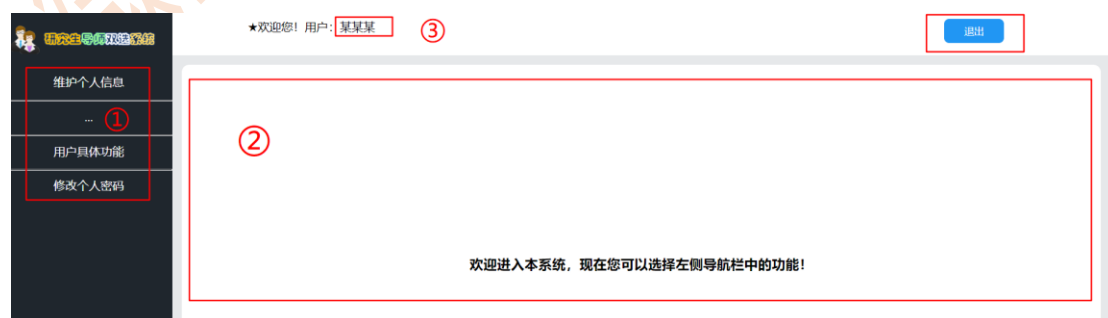 ★欢迎您！用户：某某某
③
退出
研究生导师双选系统
维护个人信息
... ①
用户具体功能
修改个人密码
②
欢迎进入本系统，现在您可以选择左侧导航栏中的功能！